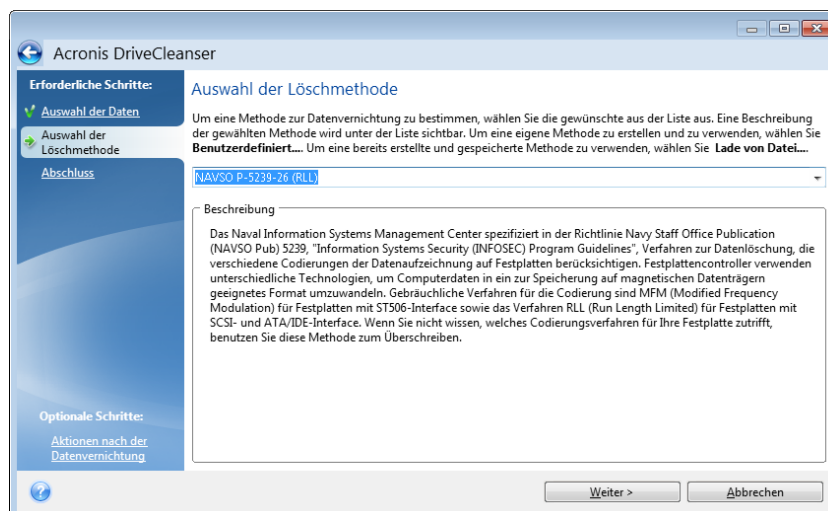 Acronis DriveCleanser
Erforderliche Schritte:
Auswahl der Daten
Auswahl der
Löschmethode
Abschluss
Optionale Schritte:
Aktionen nach der
Datenvernichtung
Auswahl der Löschmethode
Um eine Methode zur Datenvernichtung zu bestimmen, wählen Sie die gewünschte aus der Liste aus. Eine Beschreibung
der gewählten Methode wird unter der Liste sichtbar. Um eine eigene Methode zu erstellen und zu verwenden, wählen Sie
Benutzerdefiniert.... Um eine bereits erstellte und gespeicherte Methode zu verwenden, wählen Sie Lade von Datei....
NAVSO P-5239-26 (RLL)
Beschreibung
Das Naval Information Systems Management Center spezifiziert in der Richtlinie Navy Staff Office Publication
(NAVSO Pub) 5239, "Information Systems Security (INFOSEC) Program Guidelines", Verfahren zur Datenlöschung, die
verschiedene Codierungen der Datenaufzeichnung auf Festplatten berücksichtigen. Festplattencontroller verwenden
unterschiedliche Technologien, um Computerdaten in ein zur Speicherung auf magnetischen Datenträgern
geeignetes Format umzuwandeln. Gebräuchliche Verfahren für die Codierung sind MFM (Modified Frequency
Modulation) für Festplatten mit ST506-Interface sowie das Verfahren RLL (Run Length Limited) für Festplatten mit
SCSI- und ATA/IDE-Interface. Wenn Sie nicht wissen, welches Codierungsverfahren für Ihre Festplatte zutrifft,
benutzen Sie diese Methode zum Überschreiben.
Weiter >
Abbrechen